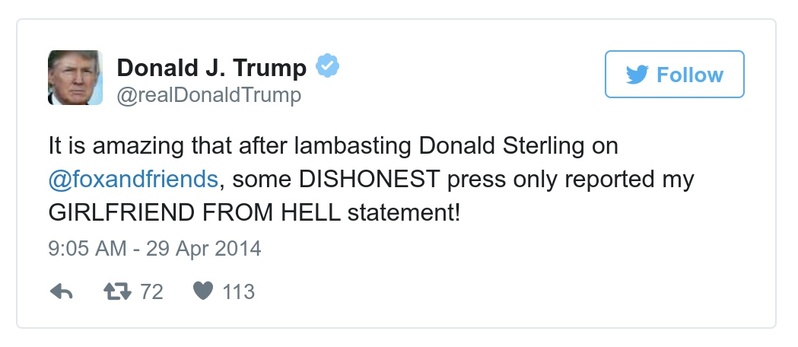 Donald J. Trump
@realDonaldTrump
Follow
It is amazing that after lambasting Donald Sterling on
@foxandfriends, some DISHONEST press only reported my
GIRLFRIEND FROM HELL statement!
9:05 AM - 29 Apr 2014
72 113